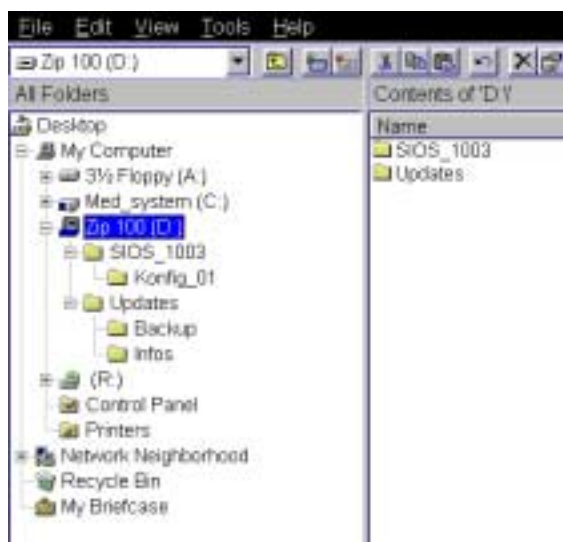 File Edit View Tools Help
Zip 100 (D:)
All Folders
Contents of 'D:\'
Desktop
My Computer
3½ Floppy (A:)
Med_system (C:)
Zip 100 (D:)
SIOS_1003
Konfig_01
Updates
Backup
Infos
(R:)
Control Panel
Printers
Network Neighborhood
Recycle Bin
My Briefcase
Name
SIOS_1003
Updates